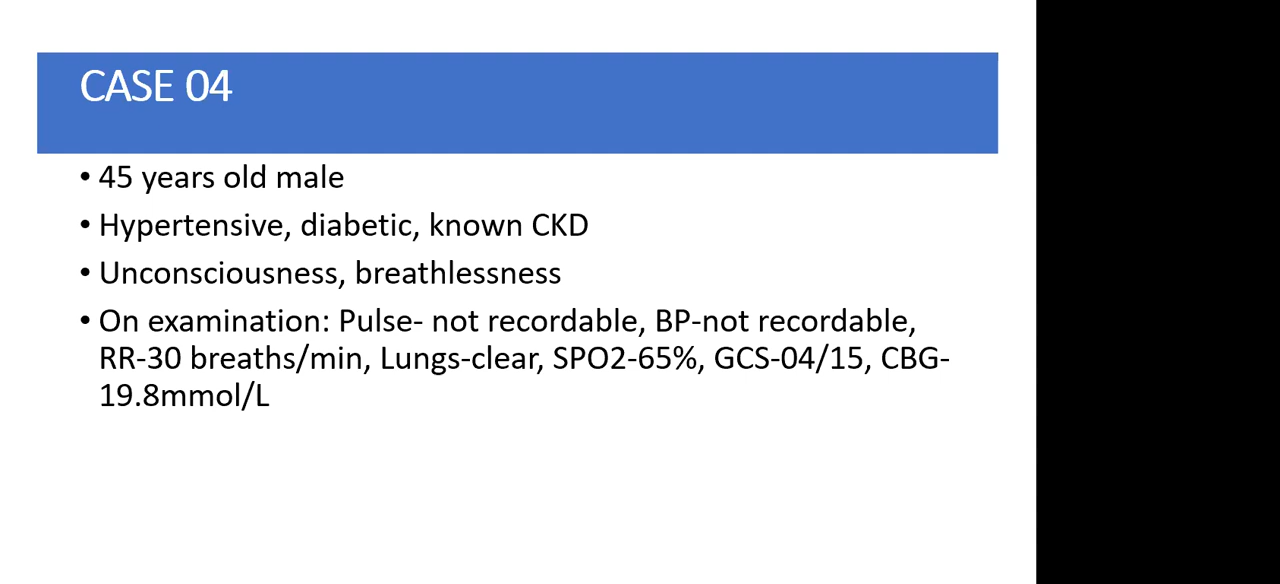 CASE 04
• 45 years old male
• Hypertensive, diabetic, known CKD
• Unconsciousness, breathlessness
• On examination: Pulse- not recordable, BP-not recordable,
RR-30 breaths/min, Lungs-clear, SPO2-65%, GCS-04/15, CBG-
19.8mmol/L